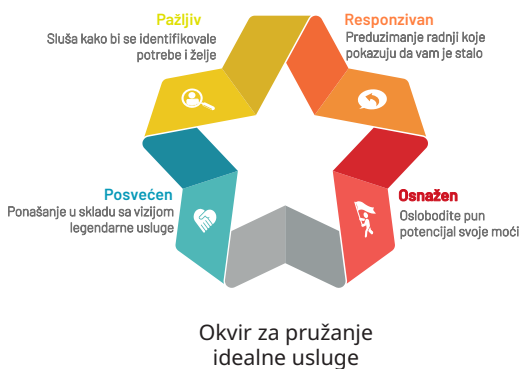 Pažljiv
Sluša kako bi se identifikovale
potrebe i želje
Responzivan
Preduzimanje radnji koje
pokazuju da vam je stalo
Posvećen
Ponašanje u skladu sa vizijom
legendarne usluge
Osnažen
Oslobodite pun
potencijal svoje moći
Okvir za pružanje
idealne usluge